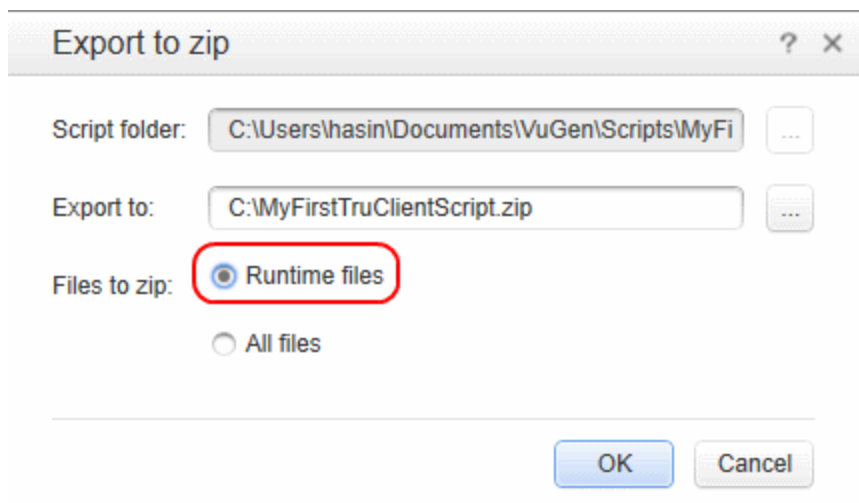 Export to zip ? ×
Script folder: C:\Users\hasin\Documents\VuGen\Scripts\MyFi ...
Export to: C:\MyFirstTruClientScript.zip ...
Files to zip: Runtime files
All files
OK Cancel